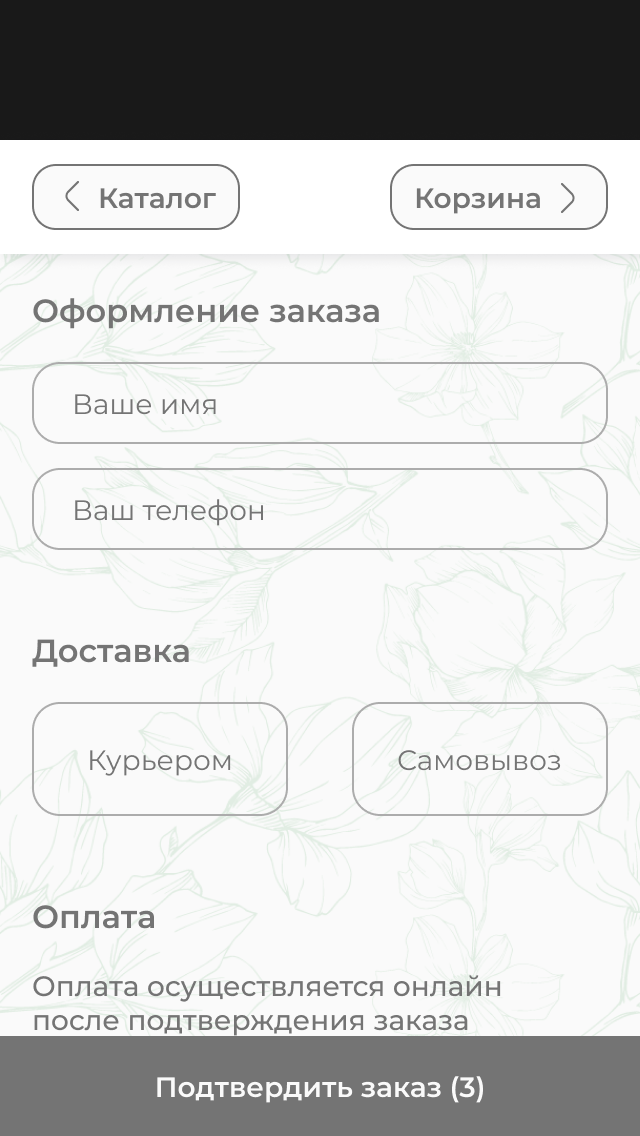 Каталог
Корзина
Оформление заказа
Ваше имя
Ваш телефон
Доставка
Курьером
Самовывоз
Оплата
Оплата осуществляется онлайн
после подтверждения заказа
Подтвердить заказ (3)